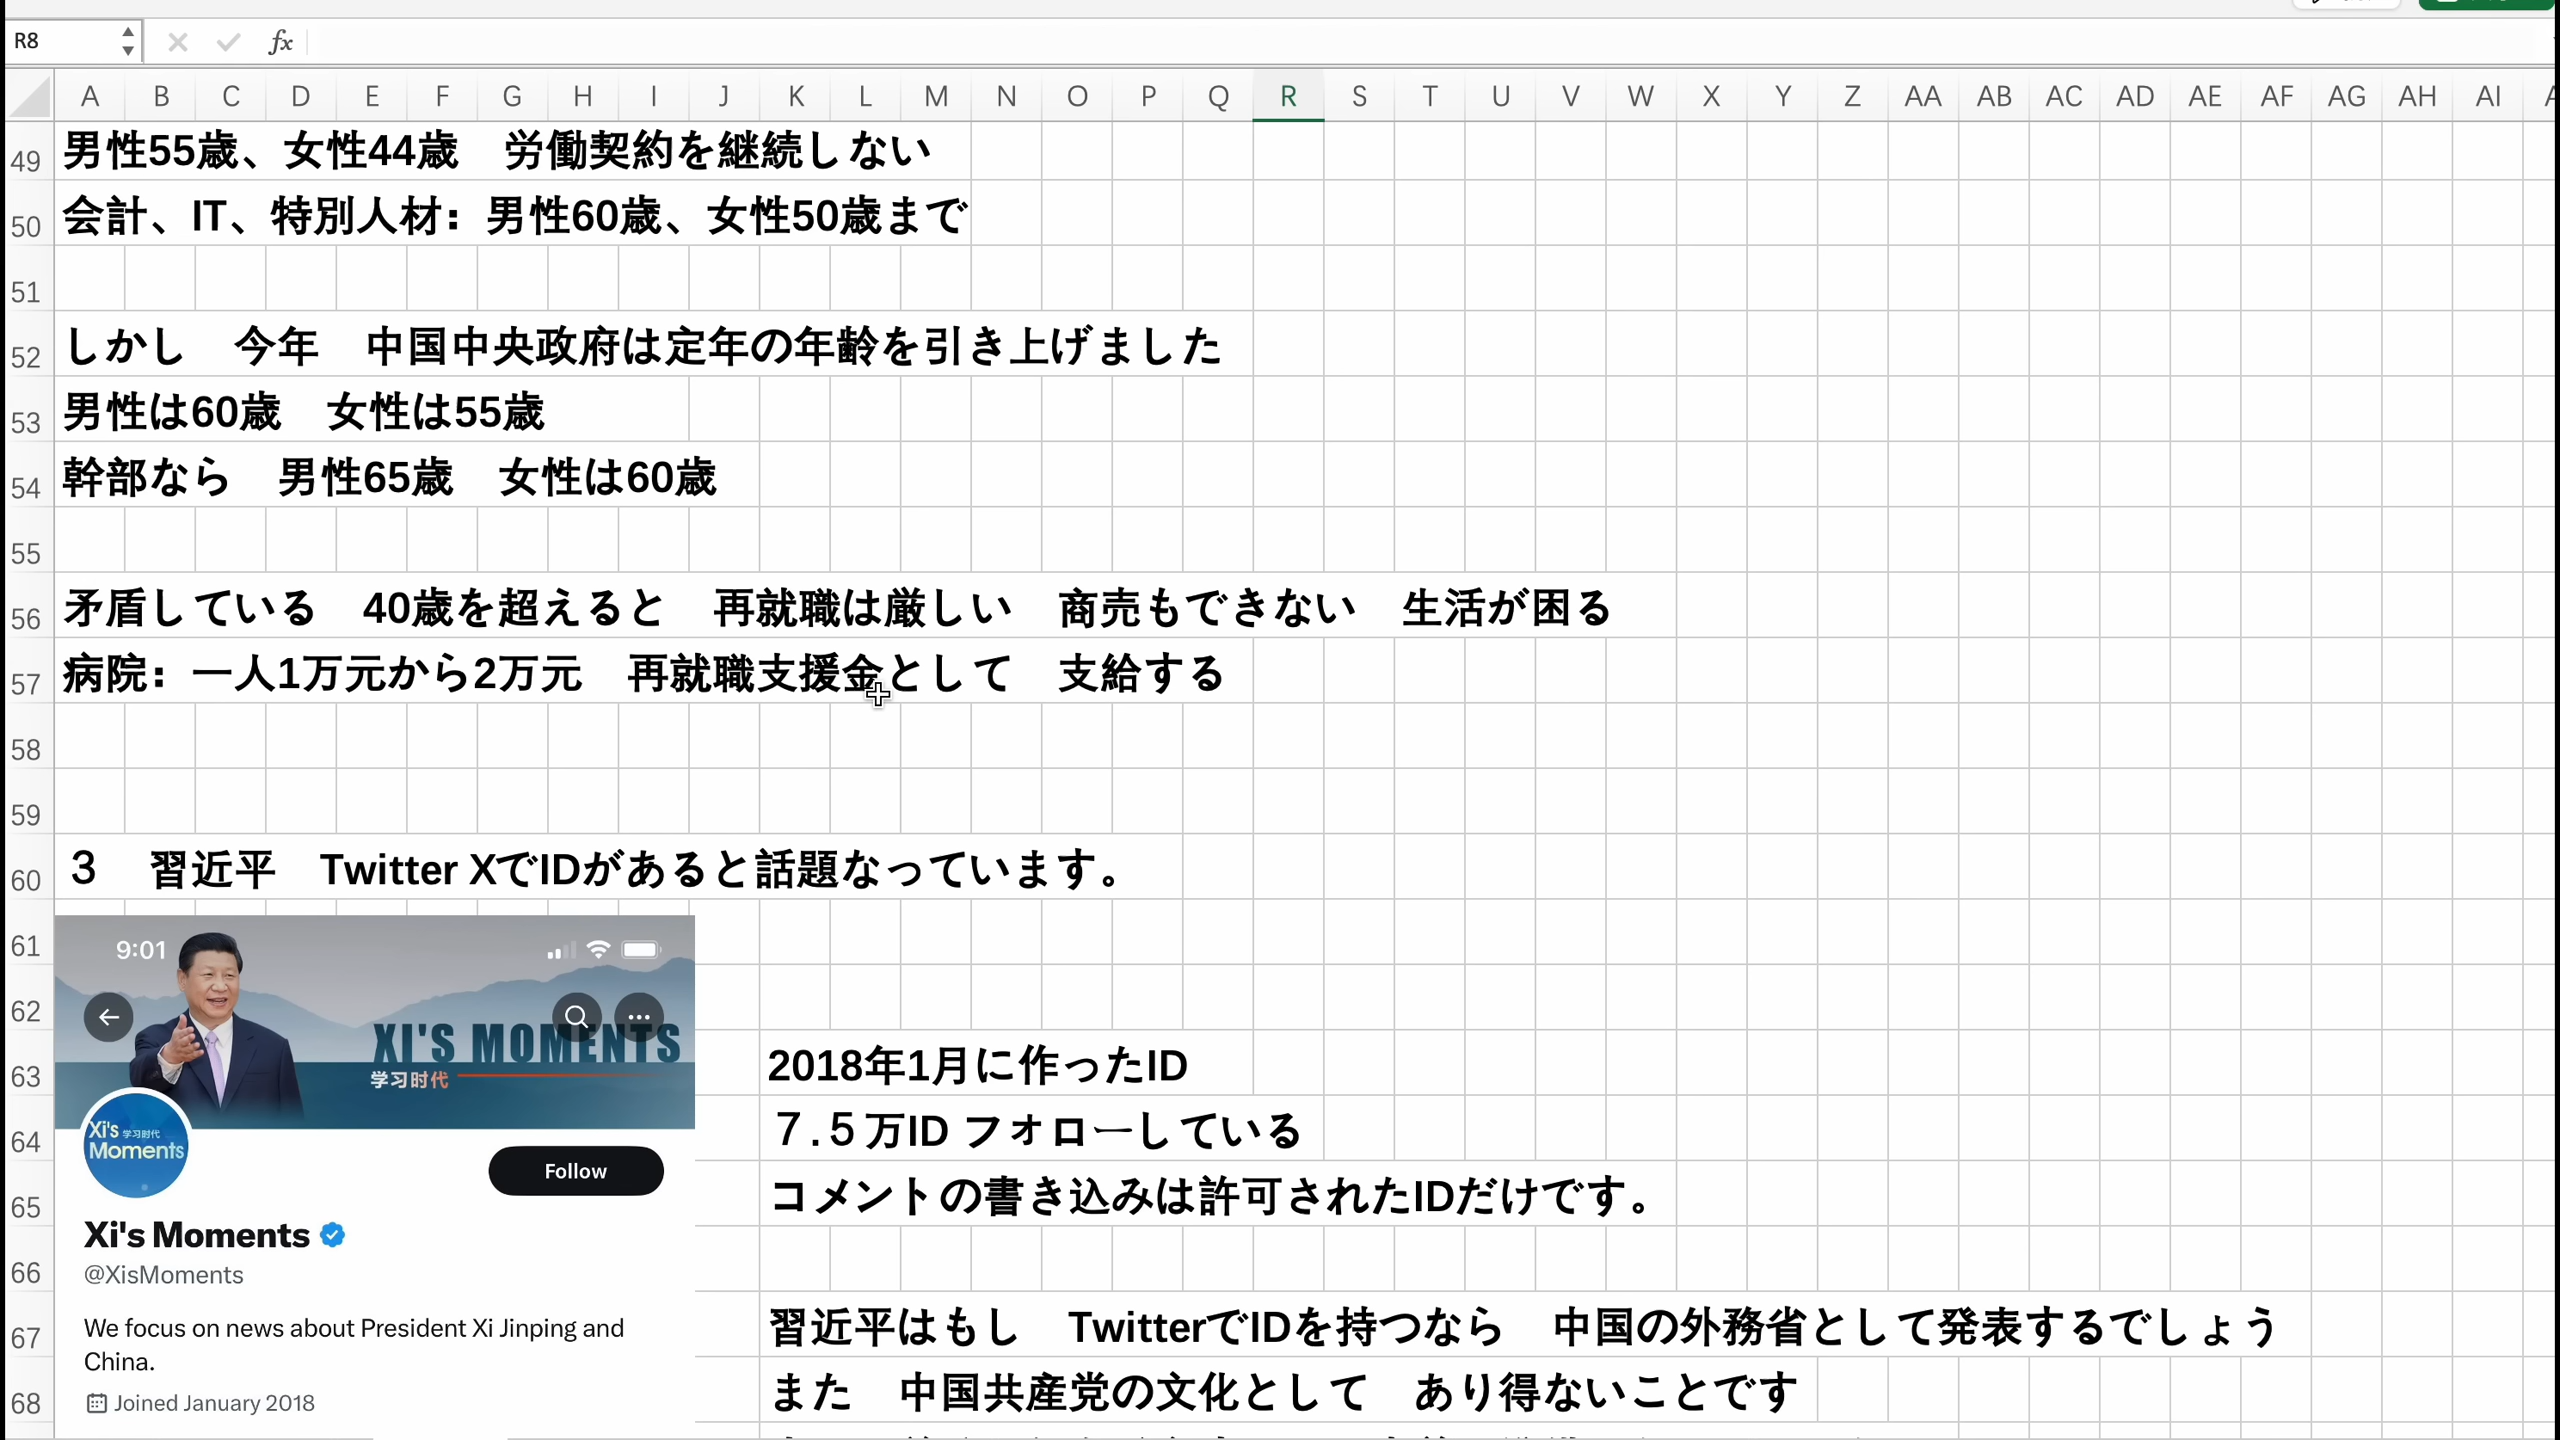 R8
fx
A B C D E F G H I J K L M N O P Q R S T U V W X Y Z AA AB AC AD AE AF AG AH AI
49 男性55歳、女性44歳　労働契約を継続しない
50 会計、IT、特別人材：男性60歳、女性50歳まで
51
52 しかし　今年　中国中央政府は定年の年齢を引き上げました
53 男性は60歳　女性は55歳
54 幹部なら　男性65歳　女性は60歳
55
56 矛盾している　40歳を超えると　再就職は厳しい　商売もできない　生活が困る
57 病院：一人1万元から2万元　再就職支援金として　支給する
58
59
60 ３　習近平　Twitter XでIDがあると話題なっています。
61
9:01
62
XI'S MOMENTS
学习时代
63 2018年1月に作ったID
64 ７.５万ID フォローしている
Xi's 学习时代
Moments
Follow
65 コメントの書き込みは許可されたIDだけです。
66
Xi's Moments
@XisMoments
67 習近平はもし　TwitterでIDを持つなら　中国の外務省として発表するでしょう
We focus on news about President Xi Jinping and
China.
68 また　中国共産党の文化として　あり得ないことです
Joined January 2018